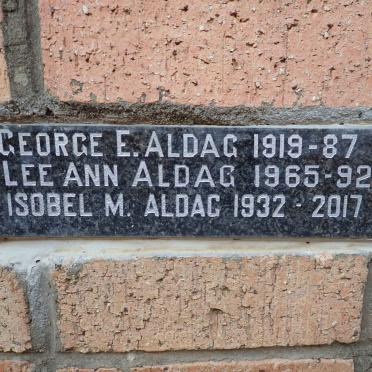 GEORGE E. ALDAG 1919-87
LEE ANN ALDAG 1965-92
ISOBEL M. ALDAG 1932 - 2017